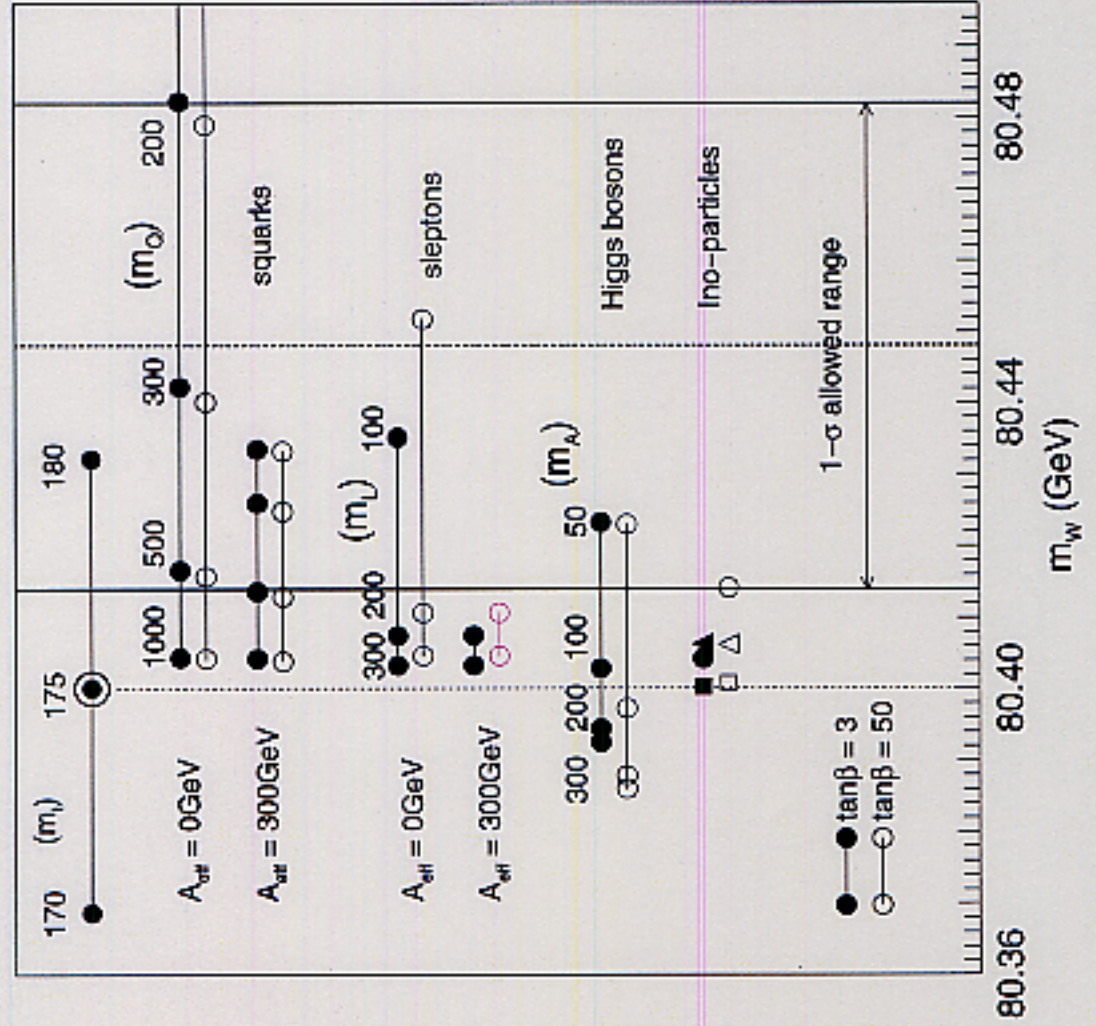 170 (mₜ) 175 180
(m_Q)
1000 500 300 200
A_eff = 0GeV
squarks
A_eff = 300GeV
(m_L)
300 200 100
A_eff = 0GeV
sleptons
A_eff = 300GeV
(m_A)
300 200 100 50
Higgs bosons
Ino-particles
1-σ allowed range
tanβ = 3
tanβ = 50
80.36 80.40 80.44 80.48
m_W (GeV)